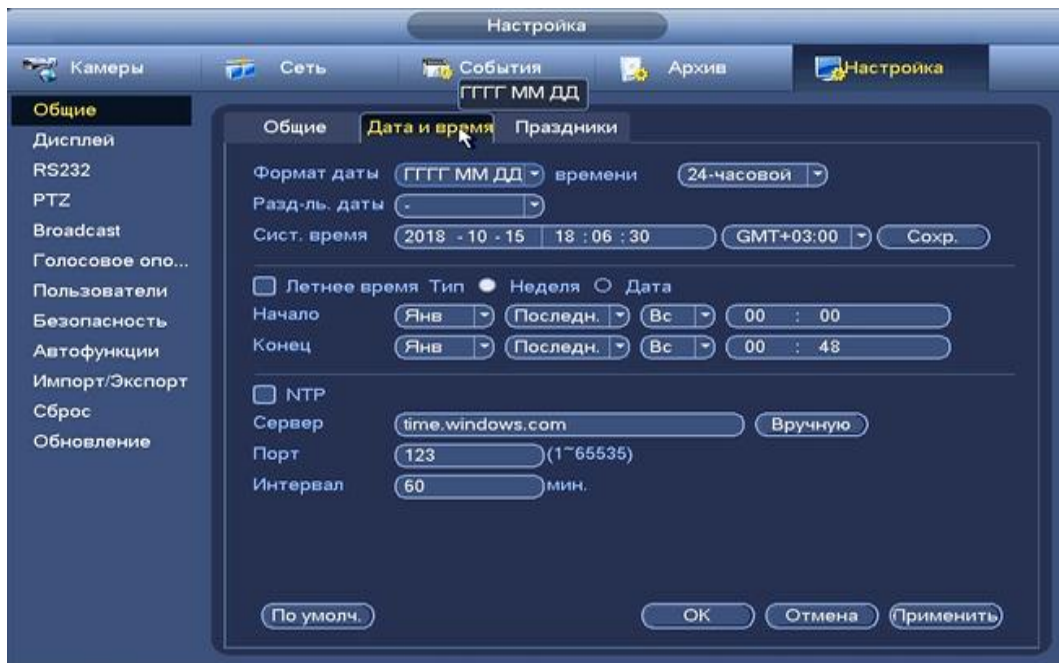 Настройка
Камеры Сеть События Архив Настройка
ГГГГ ММ ДД
Общие
Дисплей
RS232
PTZ
Broadcast
Голосовое опо...
Пользователи
Безопасность
Автофункции
Импорт/Экспорт
Сброс
Обновление
Общие Дата и время Праздники
Формат даты ГГГГ ММ ДД времени 24-часовой
Разд-ль. даты -
Сист. время 2018 - 10 - 15 18 : 06 : 30 GMT+03:00 Сохр.
Летнее время Тип Неделя Дата
Начало Янв Последн. Вс 00 : 00
Конец Янв Последн. Вс 00 : 48
NTP
Сервер time.windows.com Вручную
Порт 123 (1~65535)
Интервал 60 мин.
По умолч. OK Отмена Применить